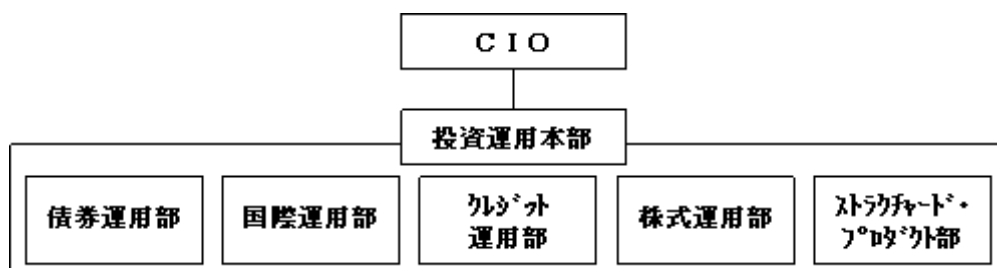 ＣＩＯ
投資運用本部
債券運用部
国際運用部
ｸﾚｼﾞｯﾄ
運用部
株式運用部
ｽﾄﾗｸﾁｬｰﾄﾞ・
ﾌﾟﾛﾀﾞｸﾄ部